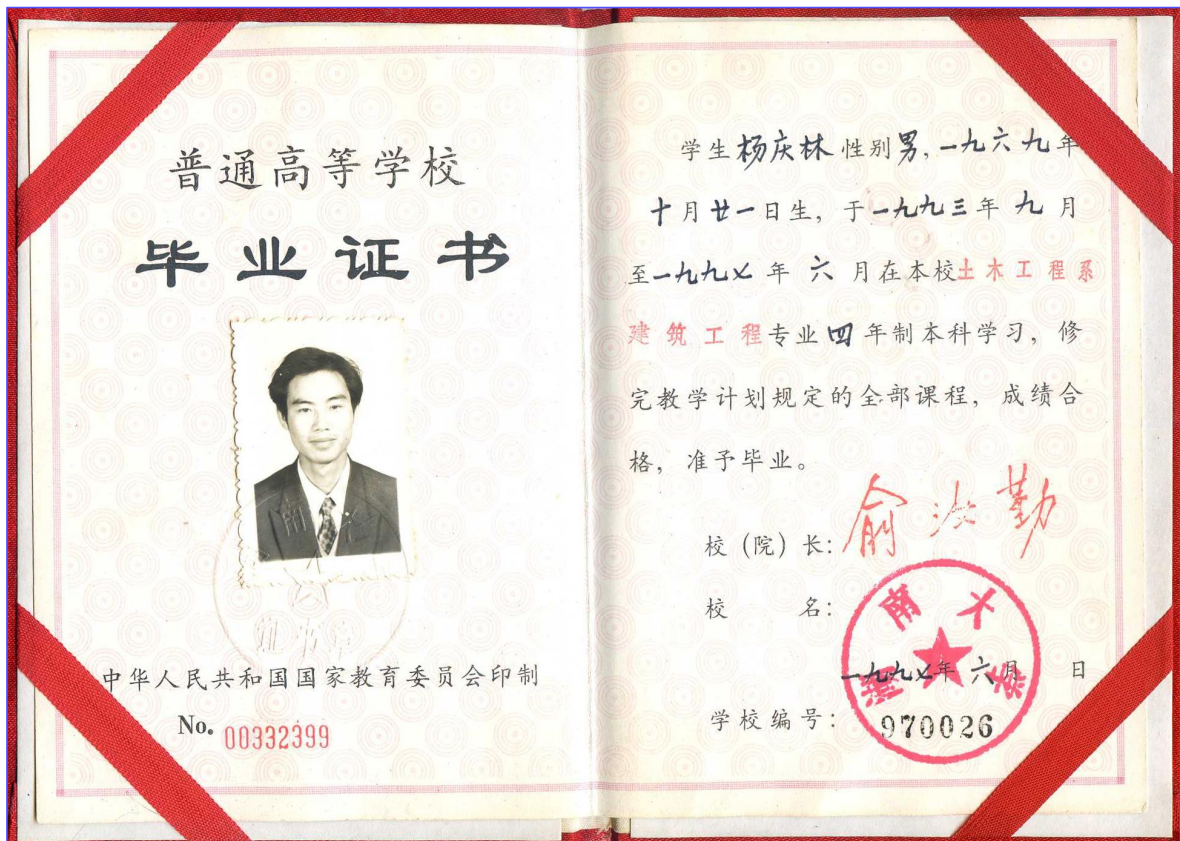 普通高等学校
毕业证书
中华人民共和国国家教育委员会印制
No. 00332399
学生杨庆林性别男,一九六九年
十月廿一日生，于一九九三年九月
至一九九七年六月在本校土木工程系
建筑工程专业四年制本科学习，修
完教学计划规定的全部课程，成绩合
格，准予毕业。
校（院）长：俞汝勤
校名：
湖南大学
一九九七年六月 日
学校编号：970026